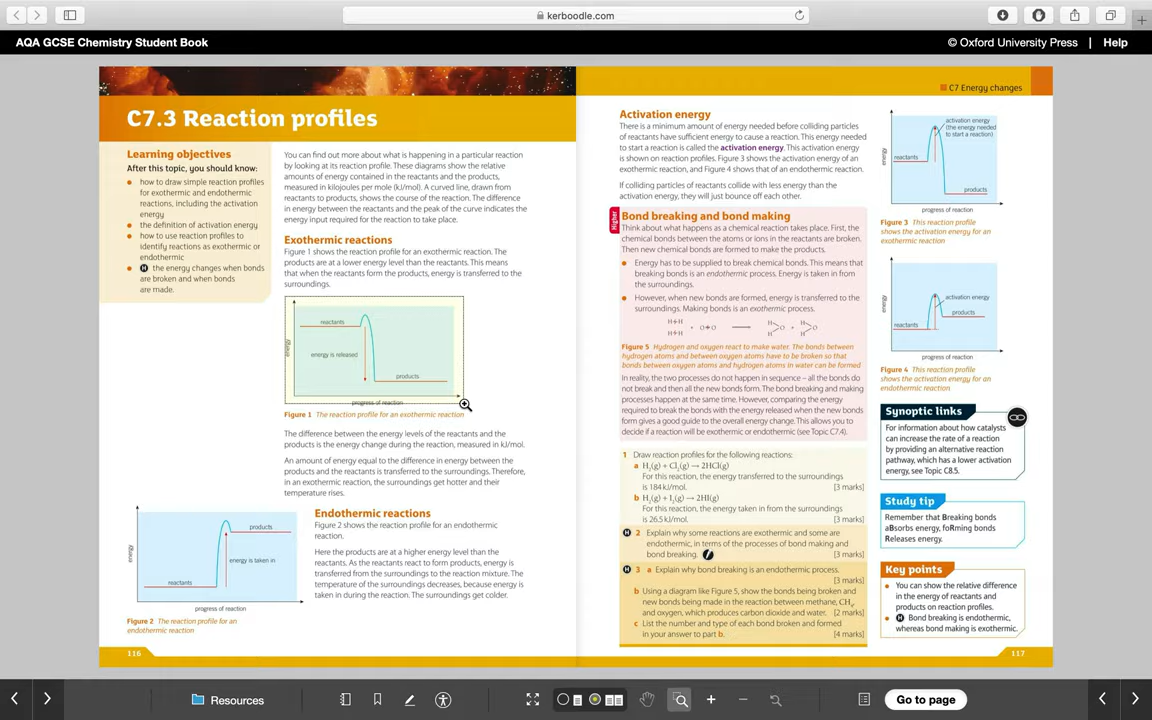 kerboodle.com
AQA GCSE Chemistry Student Book
© Oxford University Press | Help
C7.3 Reaction profiles
Learning objectives
After this topic, you should know:
● how to draw simple reaction profiles
for exothermic and endothermic
reactions, including the activation
energy
● the definition of activation energy
● how to use reaction profiles to
identify reactions as exothermic or
endothermic
● H the energy changes when bonds
are broken and when bonds
are made.
You can find out more about what is happening in a particular reaction
by looking at its reaction profile. These diagrams show the relative
amounts of energy contained in the reactants and the products,
measured in kilojoules per mole (kJ/mol). A curved line, drawn from
reactants to products, shows the course of the reaction. The difference
in energy between the reactants and the peak of the curve indicates the
energy input required for the reaction to take place.
Exothermic reactions
Figure 1 shows the reaction profile for an exothermic reaction. The
products are at a lower energy level than the reactants. This means
that when the reactants form the products, energy is transferred to the
surroundings.
reactants
energy is released
products
energy
progress of reaction
Figure 1 The reaction profile for an exothermic reaction
The difference between the energy levels of the reactants and the
products is the energy change during the reaction, measured in kJ/mol.
An amount of energy equal to the difference in energy between the
products and the reactants is transferred to the surroundings. Therefore,
in an exothermic reaction, the surroundings get hotter and their
temperature rises.
products
energy is taken in
reactants
energy
progress of reaction
Figure 2 The reaction profile for an
endothermic reaction
Endothermic reactions
Figure 2 shows the reaction profile for an endothermic
reaction.
Here the products are at a higher energy level than the
reactants. As the reactants react to form products, energy is
transferred from the surroundings to the reaction mixture. The
temperature of the surroundings decreases, because energy is
taken in during the reaction. The surroundings get colder.
116
C7 Energy changes
Activation energy
There is a minimum amount of energy needed before colliding particles
of reactants have sufficient energy to cause a reaction. This energy needed
to start a reaction is called the activation energy. This activation energy
is shown on reaction profiles. Figure 3 shows the activation energy of an
exothermic reaction, and Figure 4 shows that of an endothermic reaction.
If colliding particles of reactants collide with less energy than the
activation energy, they will just bounce off each other.
Higher
Bond breaking and bond making
Think about what happens as a chemical reaction takes place. First, the
chemical bonds between the atoms or ions in the reactants are broken.
Then new chemical bonds are formed to make the products.
● Energy has to be supplied to break chemical bonds. This means that
breaking bonds is an endothermic process. Energy is taken in from
the surroundings.
● However, when new bonds are formed, energy is transferred to the
surroundings. Making bonds is an exothermic process.
H+H H H
+ O+O + O
H+H H H
Figure 5 Hydrogen and oxygen react to make water. The bonds between
hydrogen atoms and between oxygen atoms have to be broken so that
bonds between oxygen atoms and hydrogen atoms in water can be formed
In reality, the two processes do not happen in sequence – all the bonds do
not break and then all the new bonds form. The bond breaking and making
processes happen at the same time. However, comparing the energy
required to break the bonds with the energy released when the new bonds
form gives a good guide to the overall energy change. This allows you to
decide if a reaction will be exothermic or endothermic (see Topic C7.4).
1 Draw reaction profiles for the following reactions:
a H₂(g) + Cl₂(g) → 2HCl(g)
For this reaction, the energy transferred to the surroundings
is 184 kJ/mol. [3 marks]
b H₂(g) + I₂(g) → 2HI(g)
For this reaction, the energy taken in from the surroundings
is 26.5 kJ/mol. [3 marks]
H 2 Explain why some reactions are exothermic and some are
endothermic, in terms of the processes of bond making and
bond breaking. [3 marks]
H 3 a Explain why bond breaking is an endothermic process.
[3 marks]
b Using a diagram like Figure 5, show the bonds being broken and
new bonds being made in the reaction between methane, CH₄,
and oxygen, which produces carbon dioxide and water. [2 marks]
c List the number and type of each bond broken and formed
in your answer to part b. [4 marks]
activation energy
(the energy needed
to start a reaction)
reactants
products
energy
progress of reaction
Figure 3 This reaction profile
shows the activation energy for an
exothermic reaction
activation energy
products
reactants
energy
progress of reaction
Figure 4 This reaction profile
shows the activation energy for an
endothermic reaction
Synoptic links
For information about how catalysts
can increase the rate of a reaction
by providing an alternative reaction
pathway, which has a lower activation
energy, see Topic C8.5.
Study tip
Remember that Breaking bonds
aBsorbs energy, foRming bonds
Releases energy.
Key points
● You can show the relative difference
in the energy of reactants and
products on reaction profiles.
● H Bond breaking is endothermic,
whereas bond making is exothermic.
117
Resources
Go to page